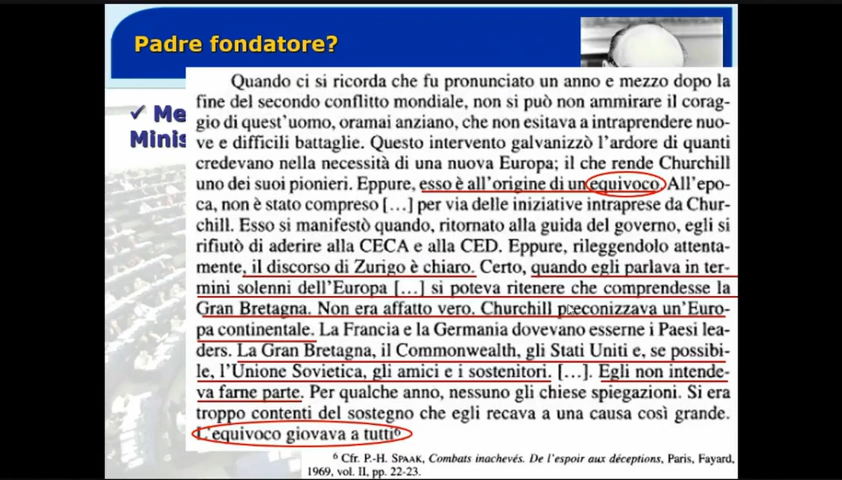 Padre fondatore?
✓ Me
Minis
Quando ci si ricorda che fu pronunciato un anno e mezzo dopo la
fine del secondo conflitto mondiale, non si può non ammirare il corag-
gio di quest'uomo, oramai anziano, che non esitava a intraprendere nuo-
ve e difficili battaglie. Questo intervento galvanizzò l'ardore di quanti
credevano nella necessità di una nuova Europa; il che rende Churchill
uno dei suoi pionieri. Eppure, esso è all'origine di un equivoco. All'epo-
ca, non è stato compreso [...] per via delle iniziative intraprese da Chur-
chill. Esso si manifestò quando, ritornato alla guida del governo, egli si
rifiutò di aderire alla CECA e alla CED. Eppure, rileggendolo attenta-
mente, il discorso di Zurigo è chiaro. Certo, quando egli parlava in ter-
mini solenni dell'Europa [...] si poteva ritenere che comprendesse la
Gran Bretagna. Non era affatto vero. Churchill preconizzava un'Euro-
pa continentale. La Francia e la Germania dovevano esserne i Paesi lea-
ders. La Gran Bretagna, il Commonwealth, gli Stati Uniti e, se possibi-
le, l'Unione Sovietica, gli amici e i sostenitori. [...]. Egli non intende-
va farne parte. Per qualche anno, nessuno gli chiese spiegazioni. Si era
troppo contenti del sostegno che egli recava a una causa così grande.
L'equivoco giovava a tutti⁶
⁶ Cfr. P.-H. SPAAK, Combats inachevés. De l'espoir aux déceptions, Paris, Fayard,
1969, vol. II, pp. 22-23.